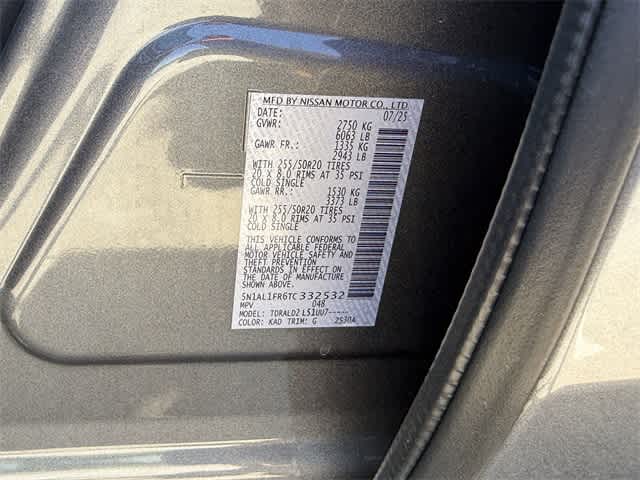 MFD BY NISSAN MOTOR CO., LTD.
DATE: 07/25
GVWR: 2750 KG
6063 LB
GAWR FR.: 1335 KG
2943 LB
WITH 255/50R20 TIRES
20 X 8.0 RIMS AT 35 PSI
COLD SINGLE
GAWR RR.: 1530 KG
3373 LB
WITH 255/50R20 TIRES
20 X 8.0 RIMS AT 35 PSI
COLD SINGLE
THIS VEHICLE CONFORMS TO
ALL APPLICABLE FEDERAL
MOTOR VEHICLE SAFETY AND
THEFT PREVENTION
STANDARDS IN EFFECT ON
THE DATE OF MANUFACTURE
SHOWN ABOVE.
5N1AL1FR6TC332532
MPV 048
MODEL: TDRALD2 L51UU7-----
COLOR: KAD TRIM: G 2530A